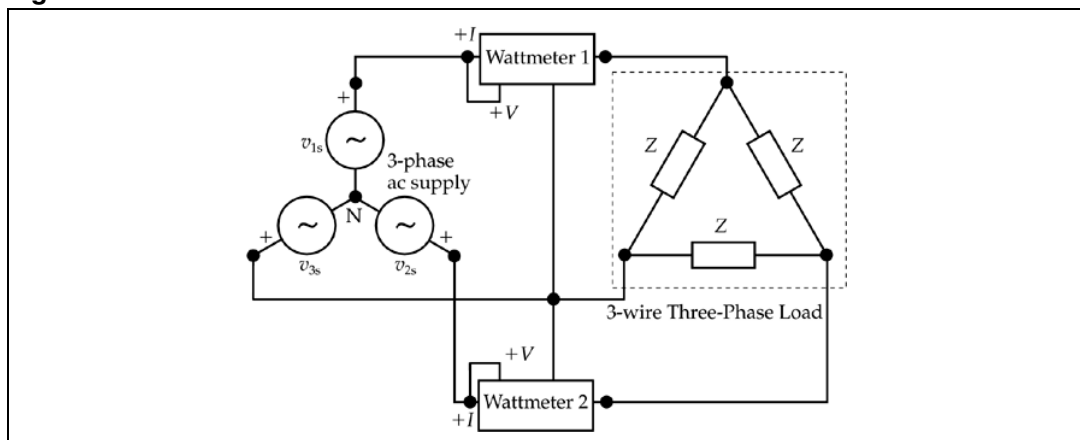 +I
Wattmeter 1
+V
+
v1s
3-phase
ac supply
N
+
+
v3s
v2s
Z
Z
Z
3-wire Three-Phase Load
+V
Wattmeter 2
+I